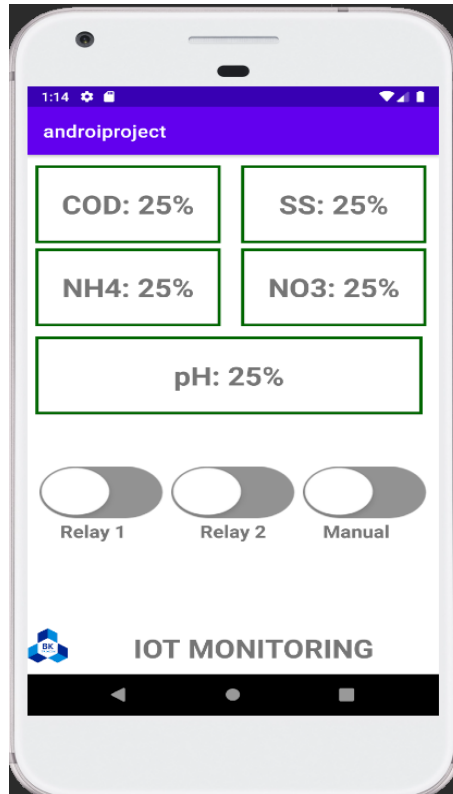 1:14
androiproject
COD: 25% SS: 25%
NH4: 25% NO3: 25%
pH: 25%
Relay 1 Relay 2 Manual
BK
IOT MONITORING